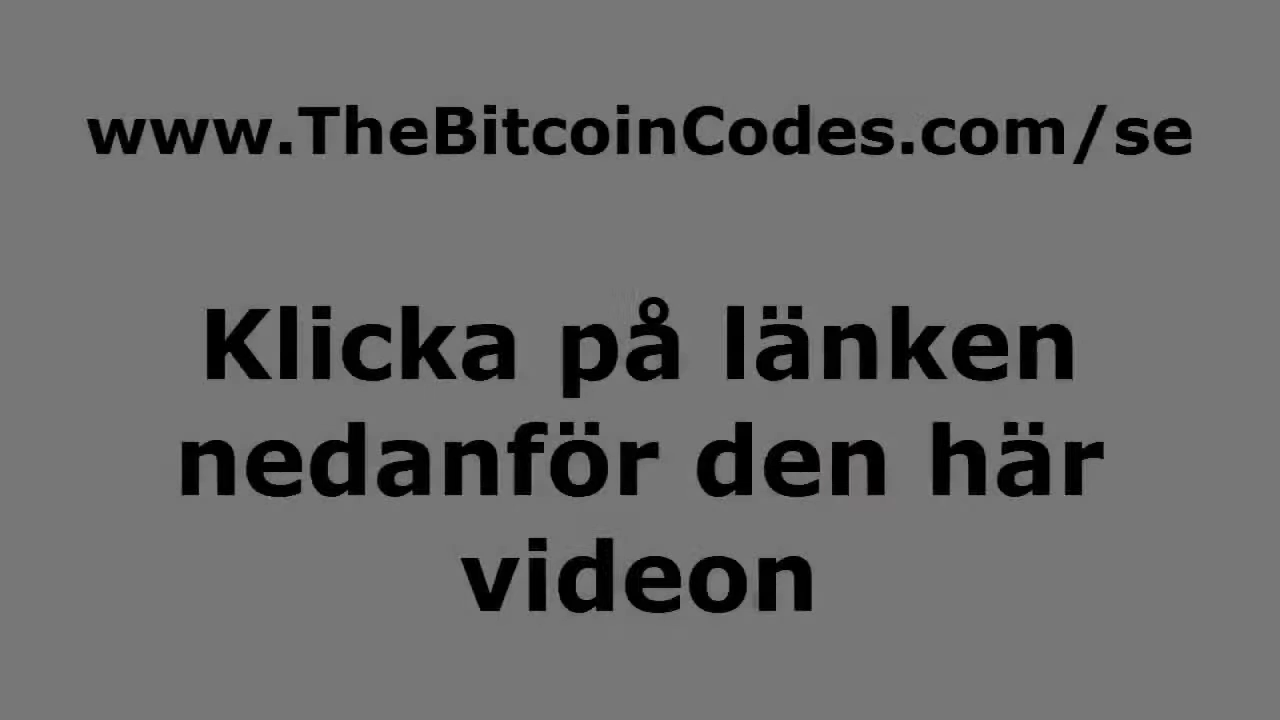 www.TheBitcoinCodes.com/se
Klicka på länken
nedanför den här
videon